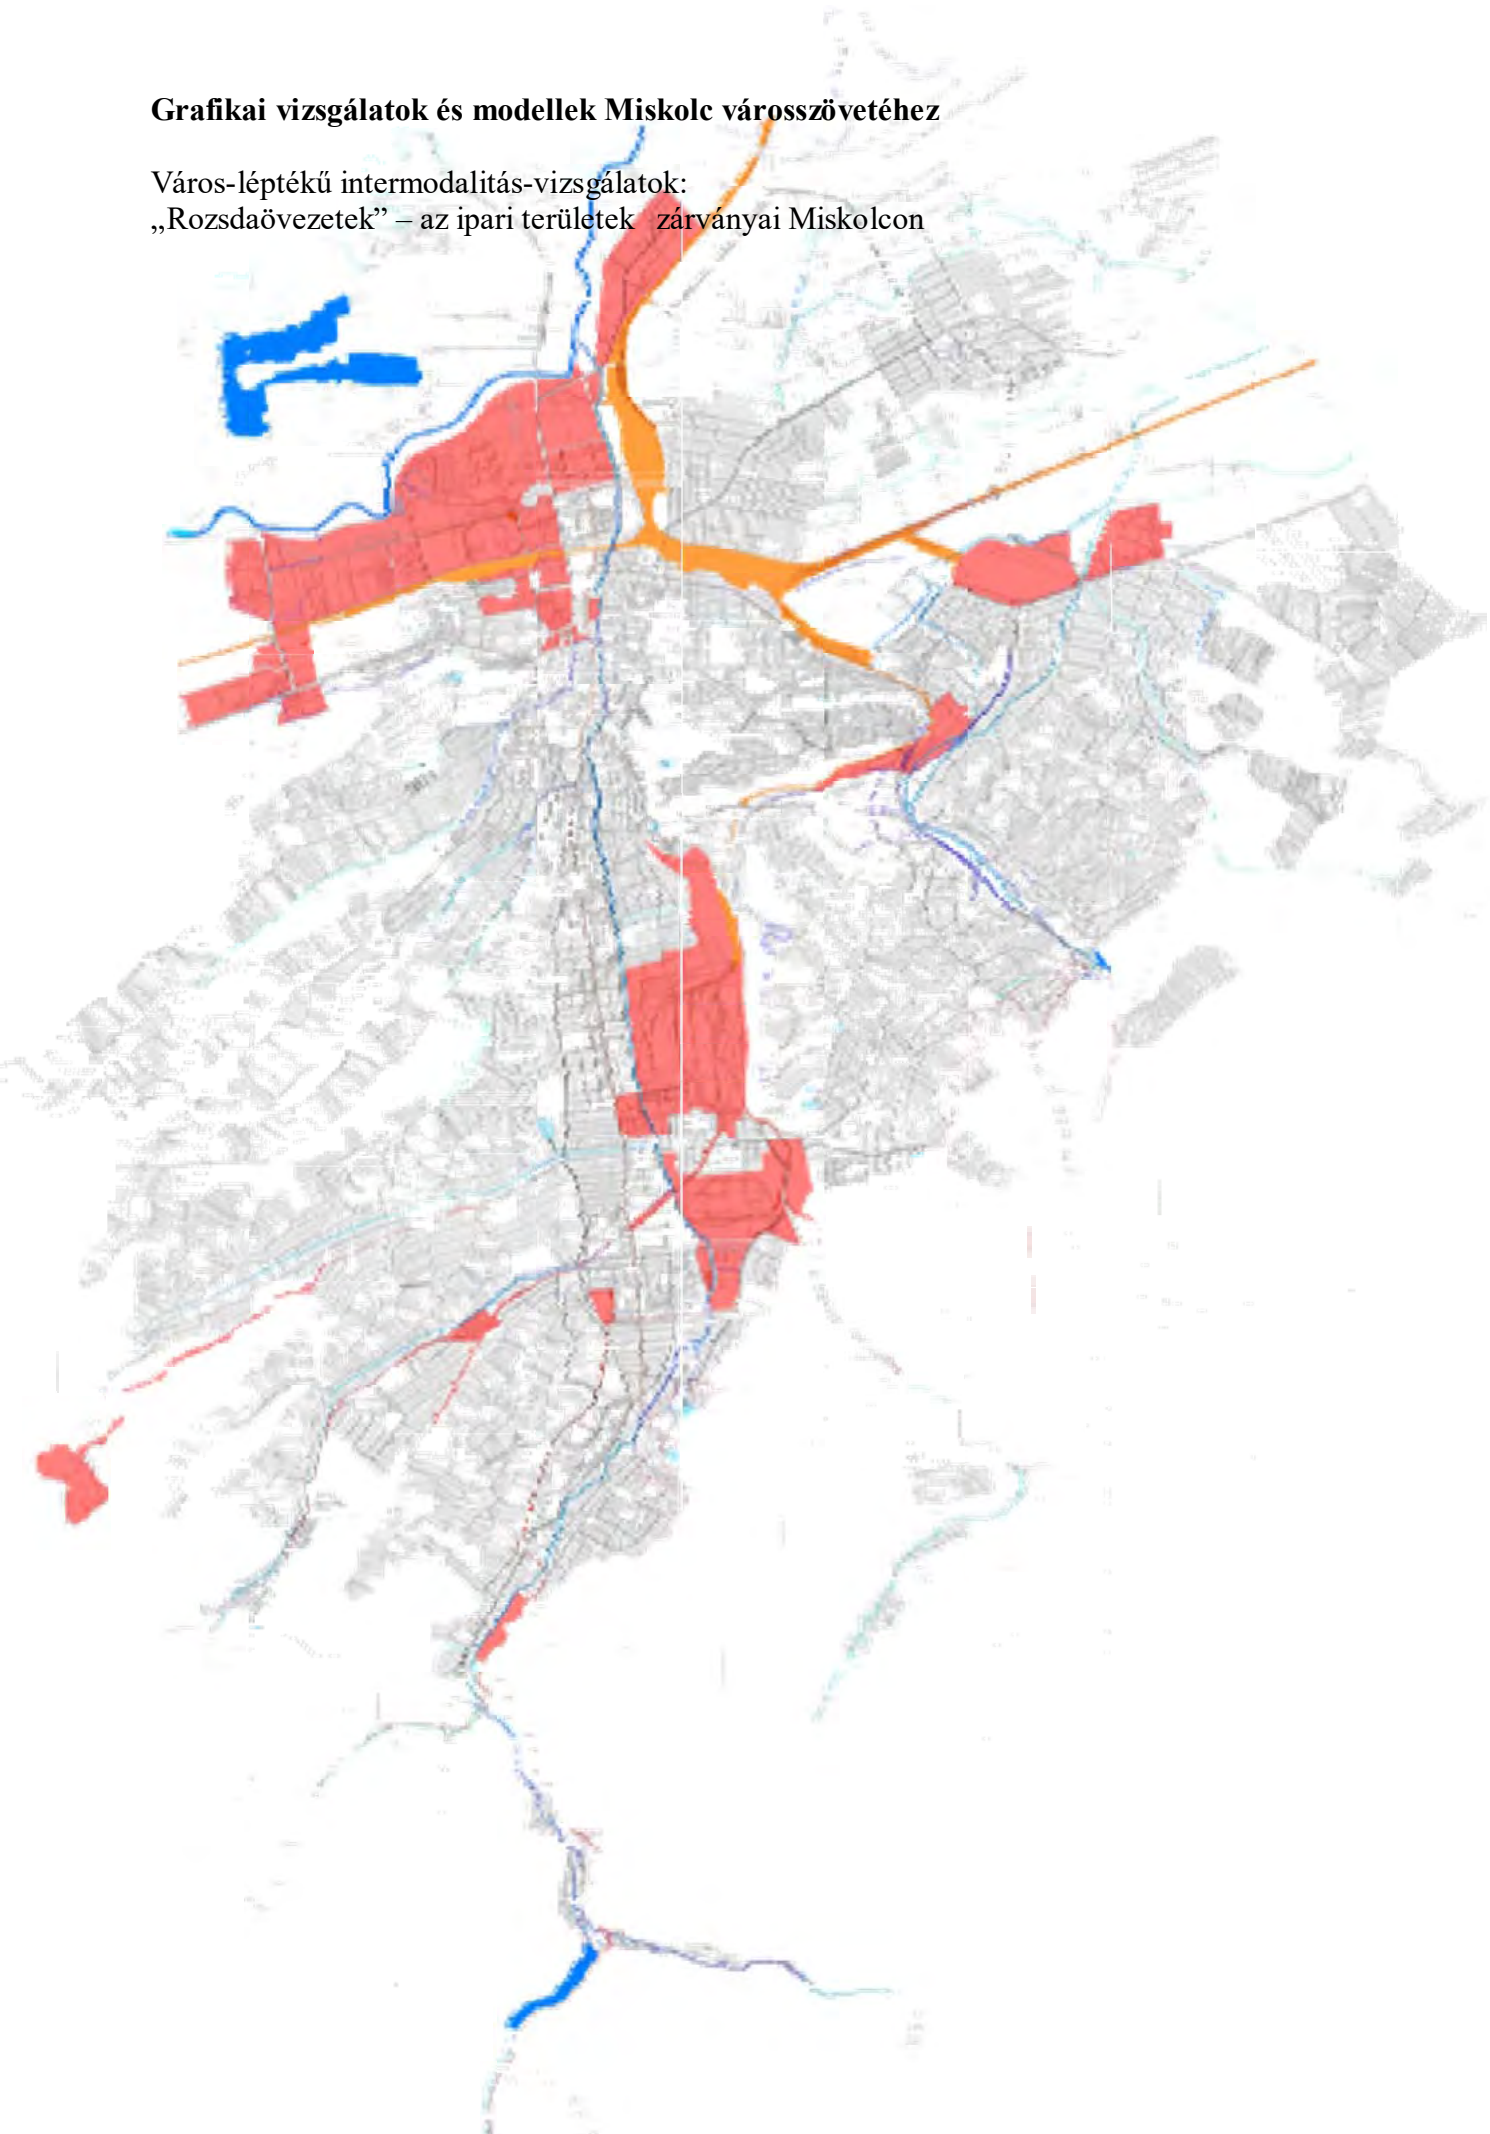 Grafikai vizsgálatok és modellek Miskolc városszövetéhez
Város-léptékű intermodalitás-vizsgálatok:
„Rozsdaövezetek” – az ipari területek zárványai Miskolcon